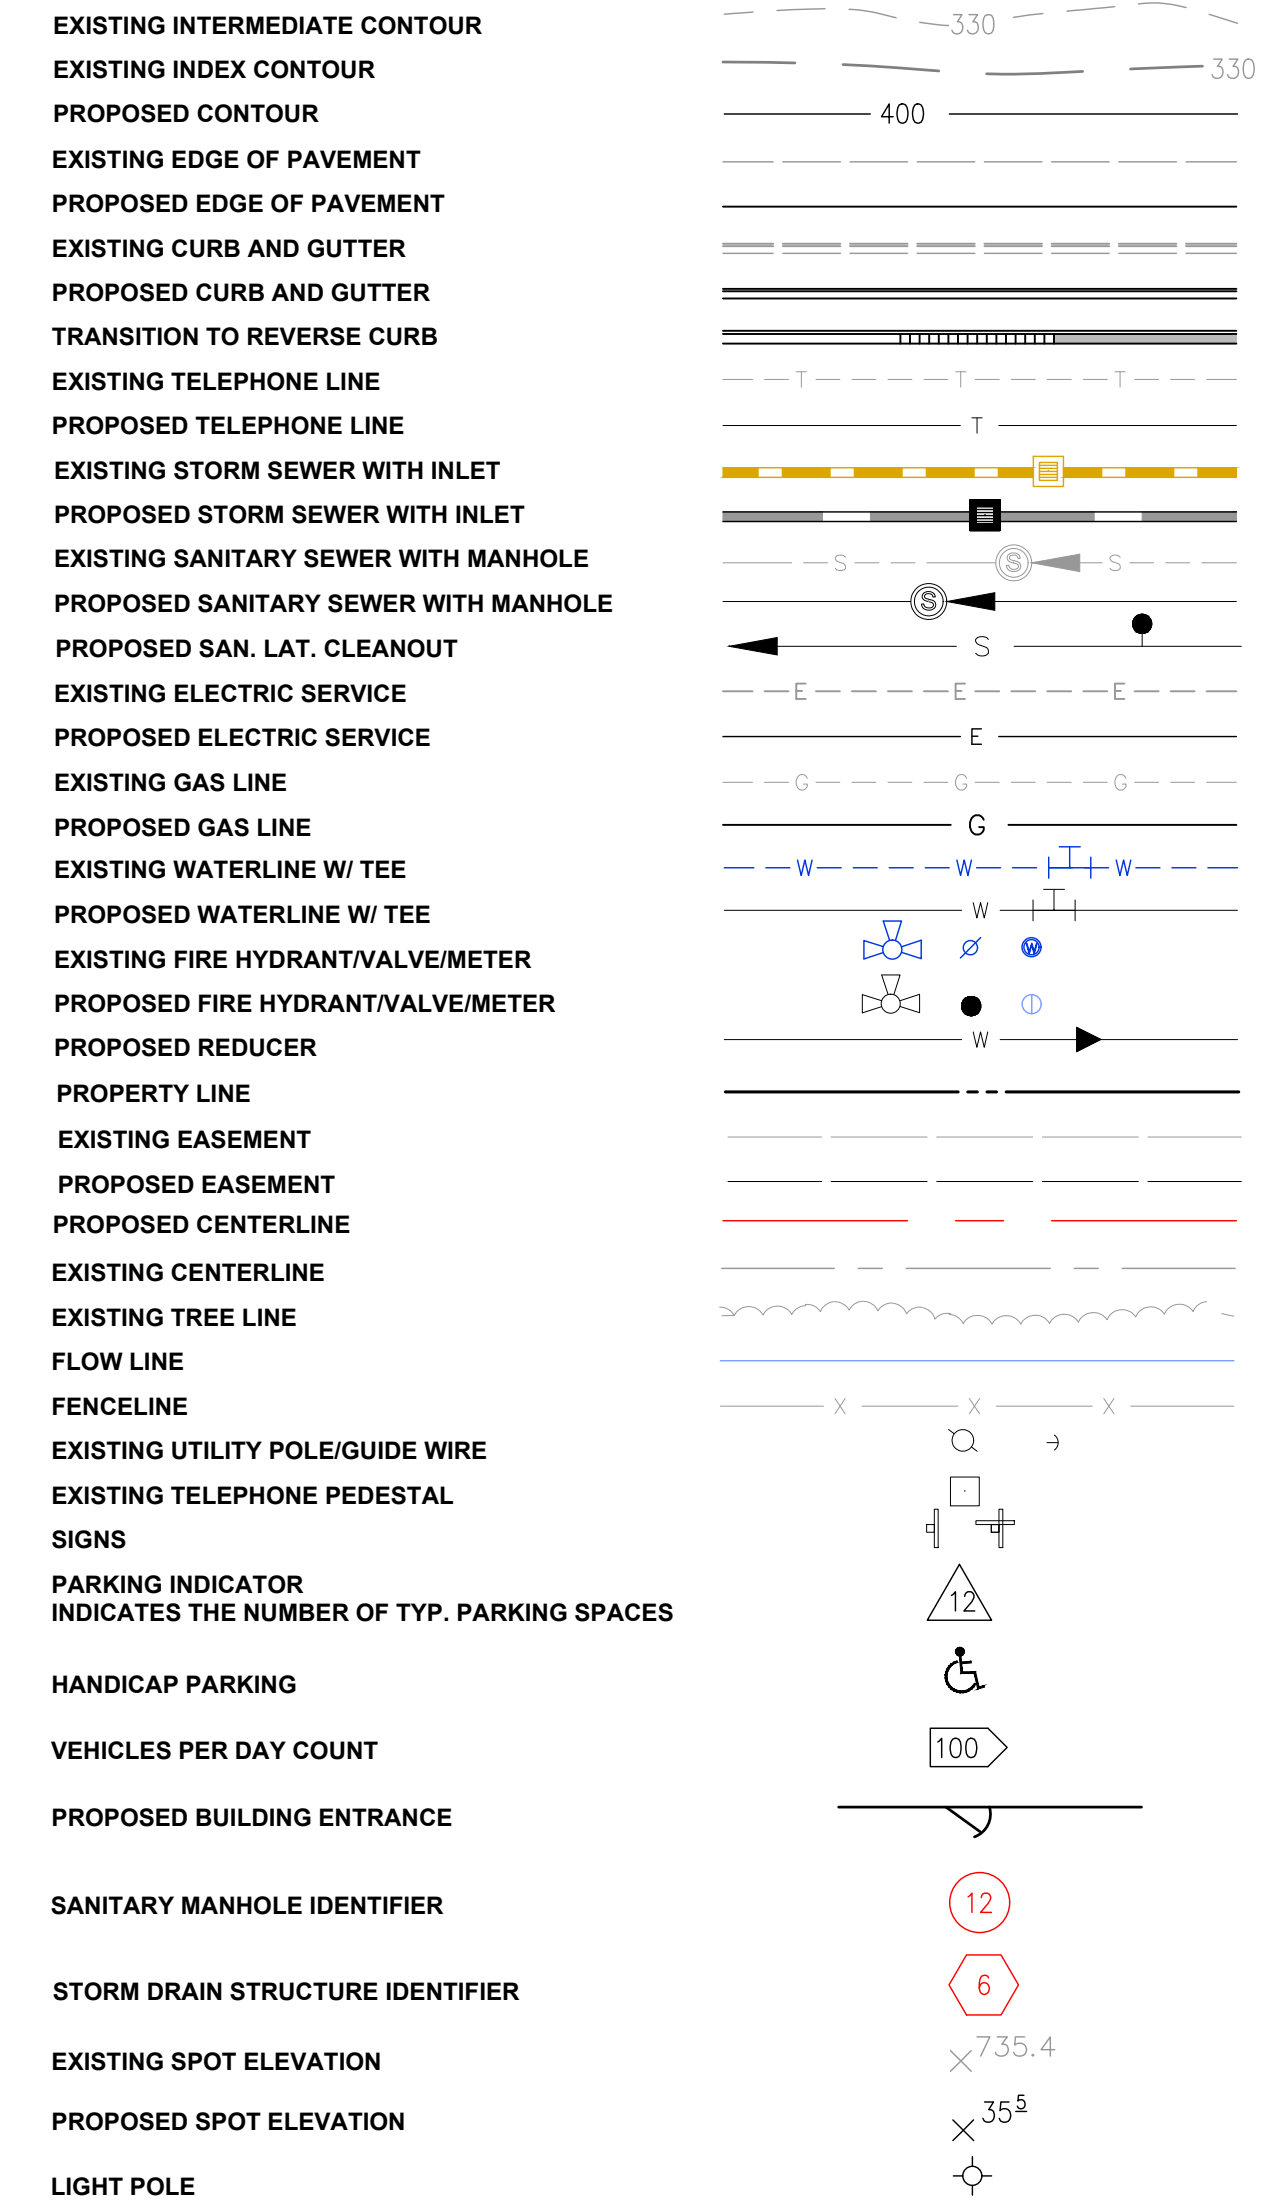 EXISTING INTERMEDIATE CONTOUR 330
EXISTING INDEX CONTOUR 330
PROPOSED CONTOUR 400
EXISTING EDGE OF PAVEMENT
PROPOSED EDGE OF PAVEMENT
EXISTING CURB AND GUTTER
PROPOSED CURB AND GUTTER
TRANSITION TO REVERSE CURB
EXISTING TELEPHONE LINE T T T
PROPOSED TELEPHONE LINE T
EXISTING STORM SEWER WITH INLET
PROPOSED STORM SEWER WITH INLET
EXISTING SANITARY SEWER WITH MANHOLE S S S
PROPOSED SANITARY SEWER WITH MANHOLE S
PROPOSED SAN. LAT. CLEANOUT S
EXISTING ELECTRIC SERVICE E E E
PROPOSED ELECTRIC SERVICE E
EXISTING GAS LINE G G G
PROPOSED GAS LINE G
EXISTING WATERLINE W/ TEE W W W
PROPOSED WATERLINE W/ TEE W
EXISTING FIRE HYDRANT/VALVE/METER W
PROPOSED FIRE HYDRANT/VALVE/METER
PROPOSED REDUCER W
PROPERTY LINE
EXISTING EASEMENT
PROPOSED EASEMENT
PROPOSED CENTERLINE
EXISTING CENTERLINE
EXISTING TREE LINE
FLOW LINE
FENCELINE X X X
EXISTING UTILITY POLE/GUIDE WIRE
EXISTING TELEPHONE PEDESTAL
SIGNS
PARKING INDICATOR
INDICATES THE NUMBER OF TYP. PARKING SPACES 12
HANDICAP PARKING
VEHICLES PER DAY COUNT 100
PROPOSED BUILDING ENTRANCE
SANITARY MANHOLE IDENTIFIER 12
STORM DRAIN STRUCTURE IDENTIFIER 6
EXISTING SPOT ELEVATION 735.4
PROPOSED SPOT ELEVATION 35 5
LIGHT POLE